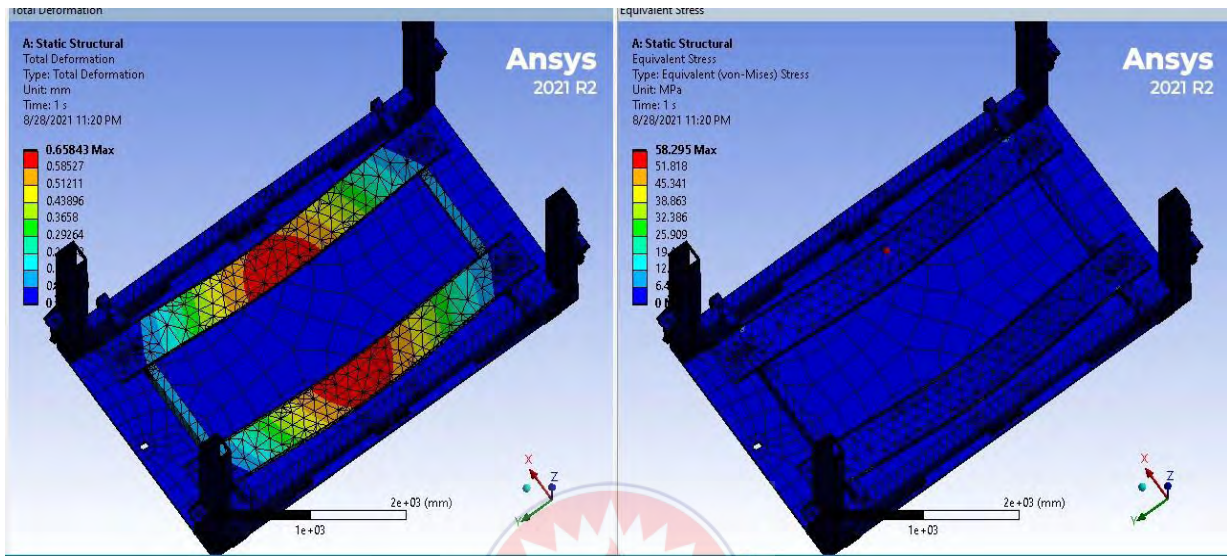 Total Deformation
A: Static Structural
Total Deformation
Type: Total Deformation
Unit: mm
Time: 1 s
8/28/2021 11:20 PM
0.65843 Max
0.58527
0.51211
0.43896
0.3658
0.29264
Ansys
2021 R2
X
Z
Y
2e+03 (mm)
1e+03
Equivalent Stress
A: Static Structural
Equivalent Stress
Type: Equivalent (von-Mises) Stress
Unit: MPa
Time: 1 s
8/28/2021 11:20 PM
58.295 Max
51.818
45.341
38.863
32.386
25.909
Ansys
2021 R2
X
Z
Y
2e+03 (mm)
1e+03